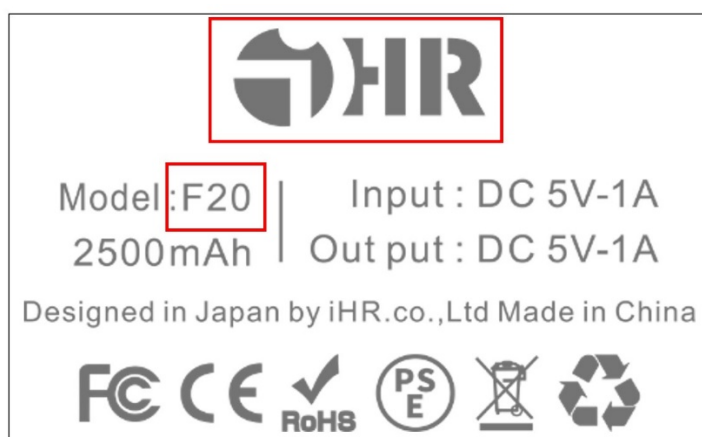 iHR
Model:F20
2500mAh
Input : DC 5V-1A
Out put : DC 5V-1A
Designed in Japan by iHR.co.,Ltd Made in China
FC CE RoHS PS
E